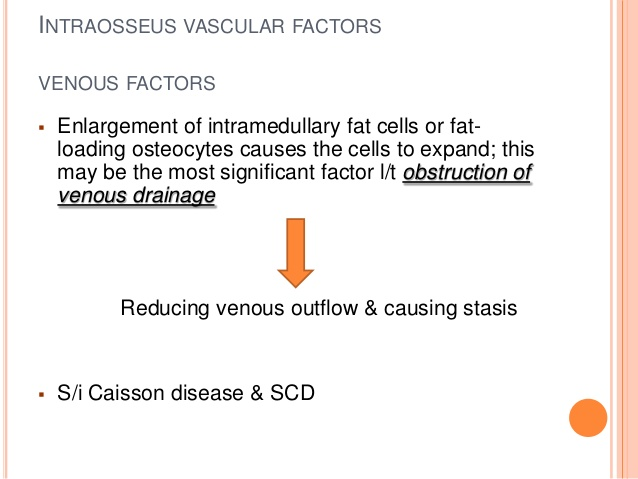 INTRAOSSEUS VASCULAR FACTORS
VENOUS FACTORS
▪ Enlargement of intramedullary fat cells or fat-
loading osteocytes causes the cells to expand; this
may be the most significant factor l/t obstruction of
venous drainage
Reducing venous outflow & causing stasis
▪ S/i Caisson disease & SCD